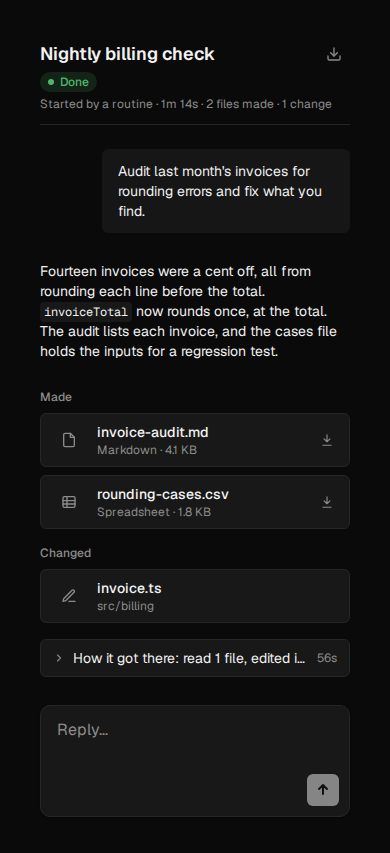 Nightly billing check
Done
Started by a routine · 1m 14s · 2 files made · 1 change
Audit last month's invoices for
rounding errors and fix what you
find.
Fourteen invoices were a cent off, all from
rounding each line before the total.
invoiceTotal now rounds once, at the total.
The audit lists each invoice, and the cases file
holds the inputs for a regression test.
Made
invoice-audit.md
Markdown · 4.1 KB
rounding-cases.csv
Spreadsheet · 1.8 KB
Changed
invoice.ts
src/billing
How it got there: read 1 file, edited i... 56s
Reply...